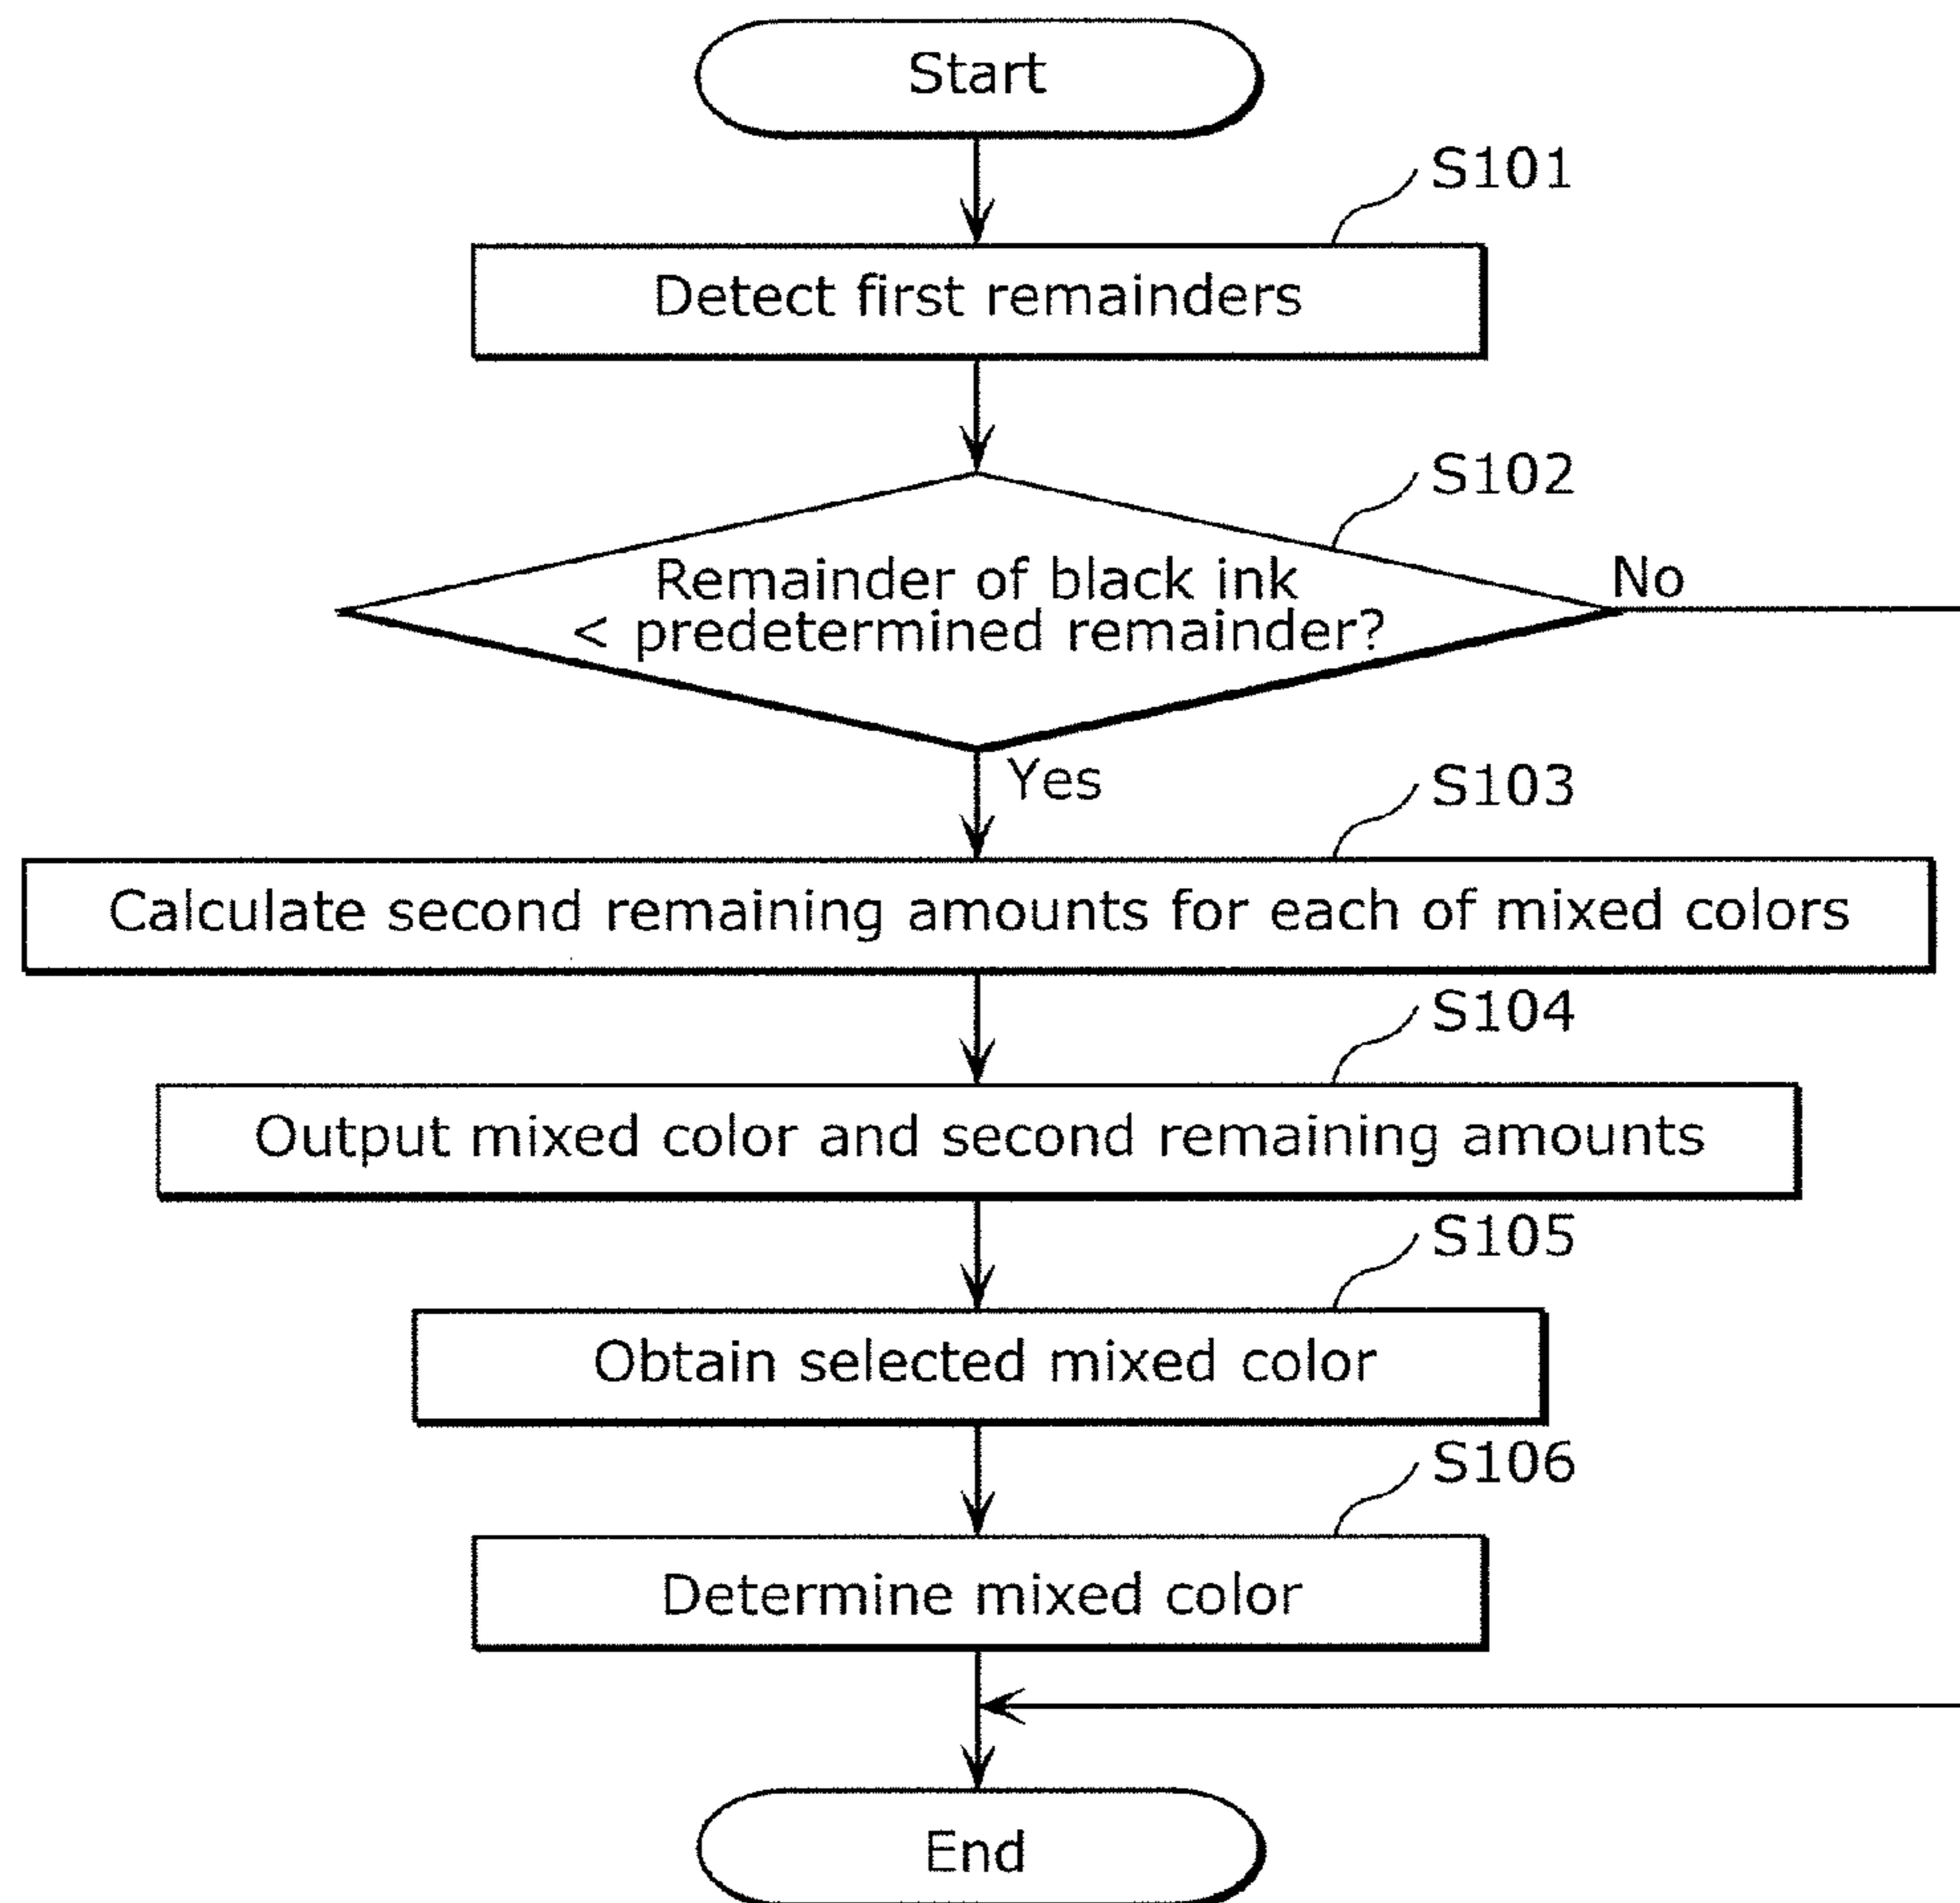 Start
S101
Detect first remainders
S102
Remainder of black ink
< predetermined remainder?
No
Yes
S103
Calculate second remaining amounts for each of mixed colors
S104
Output mixed color and second remaining amounts
S105
Obtain selected mixed color
S106
Determine mixed color
End